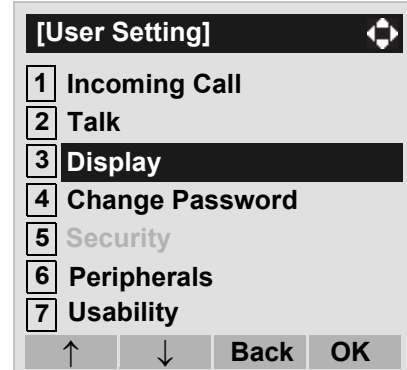 [User Setting]
1 Incoming Call
2 Talk
3 Display
4 Change Password
5 Security
6 Peripherals
7 Usability
↑ ↓ Back OK